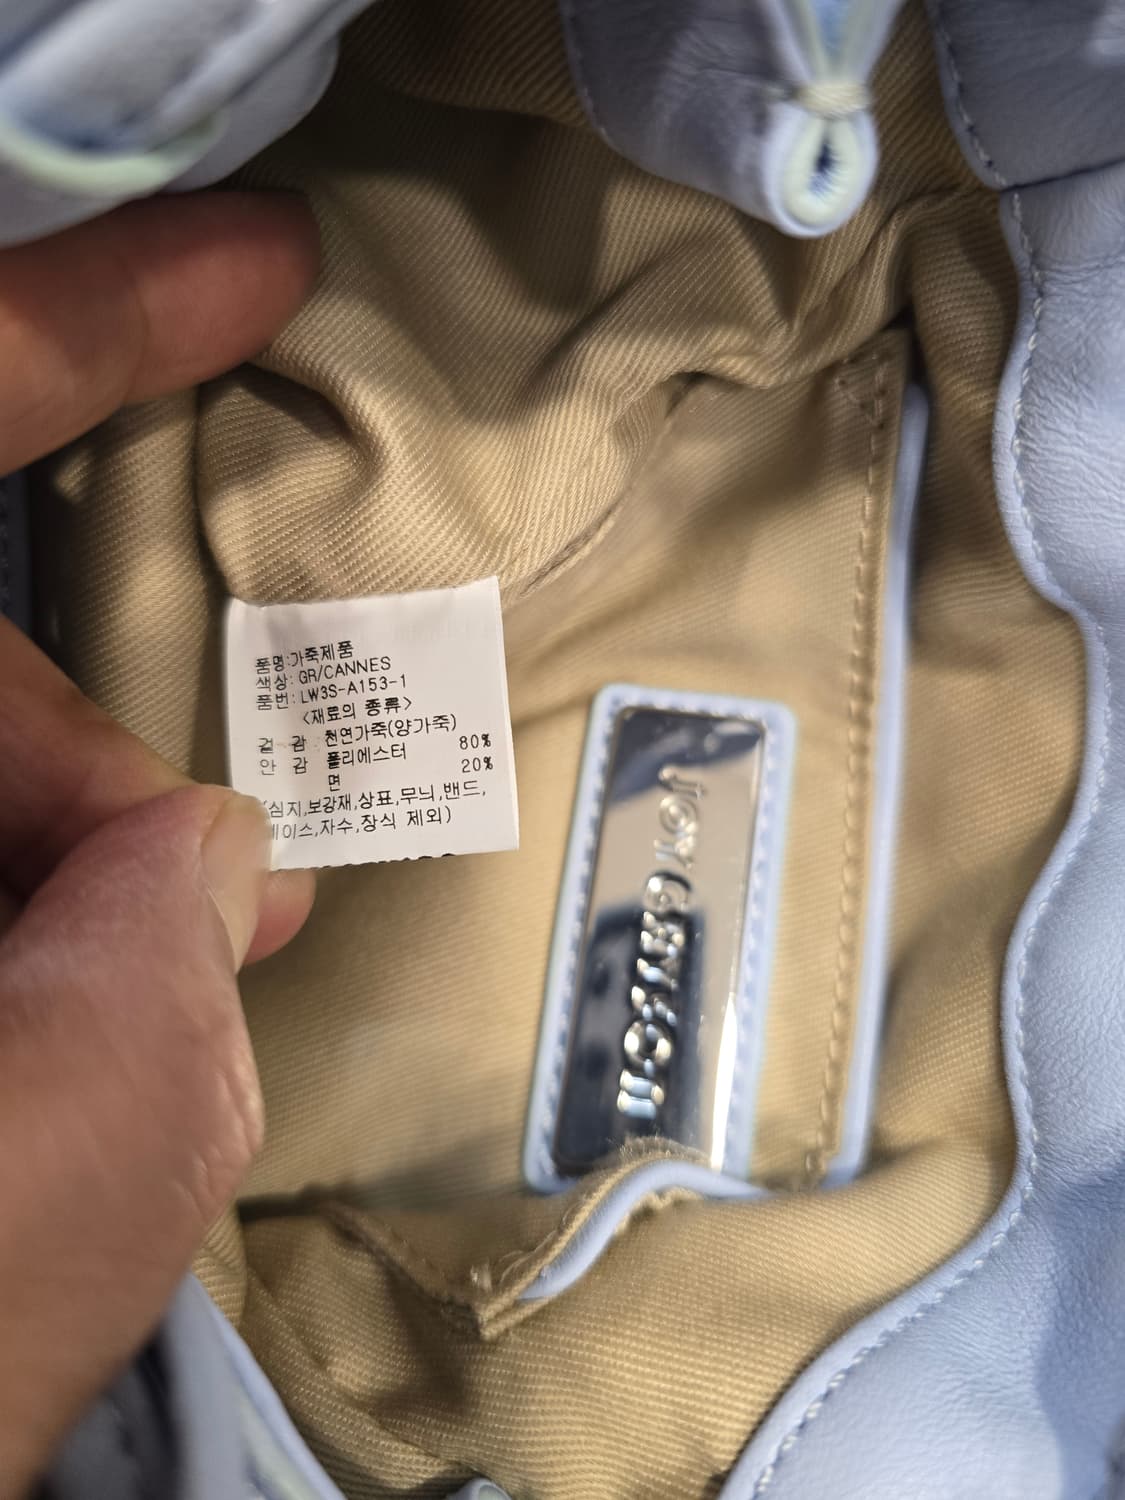 품명:가죽제품
색상: GR/CANNES
품번: LW3S-A153-1
<재료의 종류>
겉 감 천연가죽(양가죽)
안 감 폴리에스터 80%
면 20%
(심지,보강재,상표,무늬,밴드,
레이스,자수,장식 제외)
JOY GRYSON